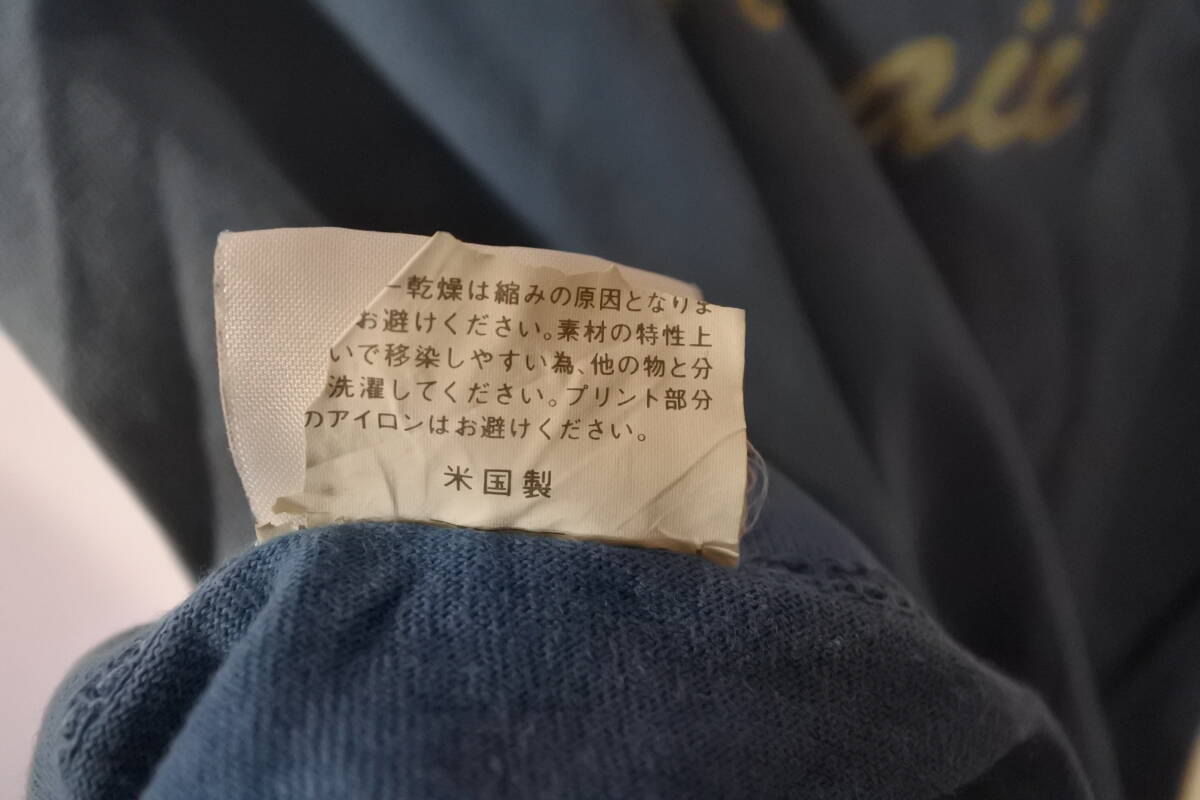 aii
ー乾燥は縮みの原因となりま
お避けください。素材の特性上
いで移染しやすい為、他の物と分
洗濯してください。プリント部分
のアイロンはお避けください。
米国製